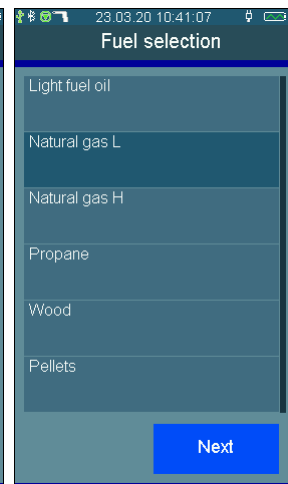 23.03.20 10:41:07
Fuel selection
Light fuel oil
Natural gas L
Natural gas H
Propane
Wood
Pellets
Next